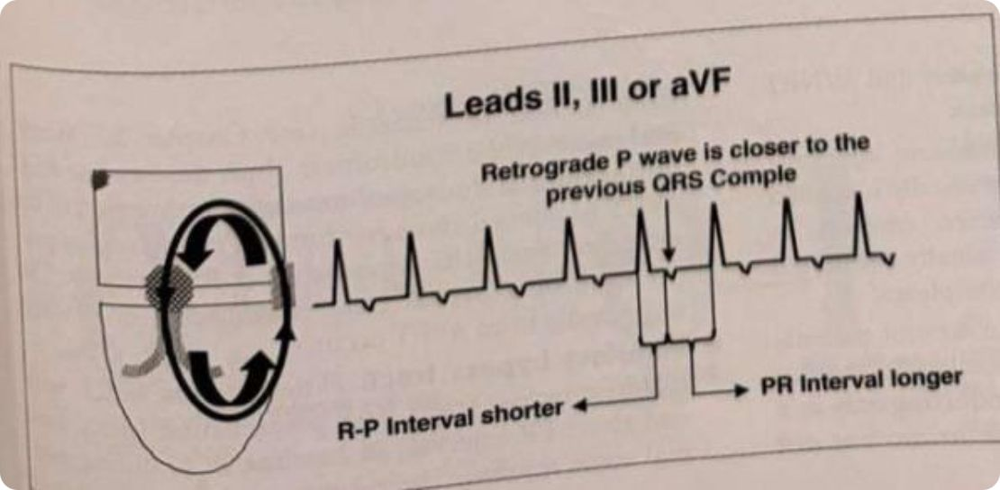 Leads II, III or aVF
Retrograde P wave is closer to the
previous QRS Comple
PR Interval longer
R-P Interval shorter